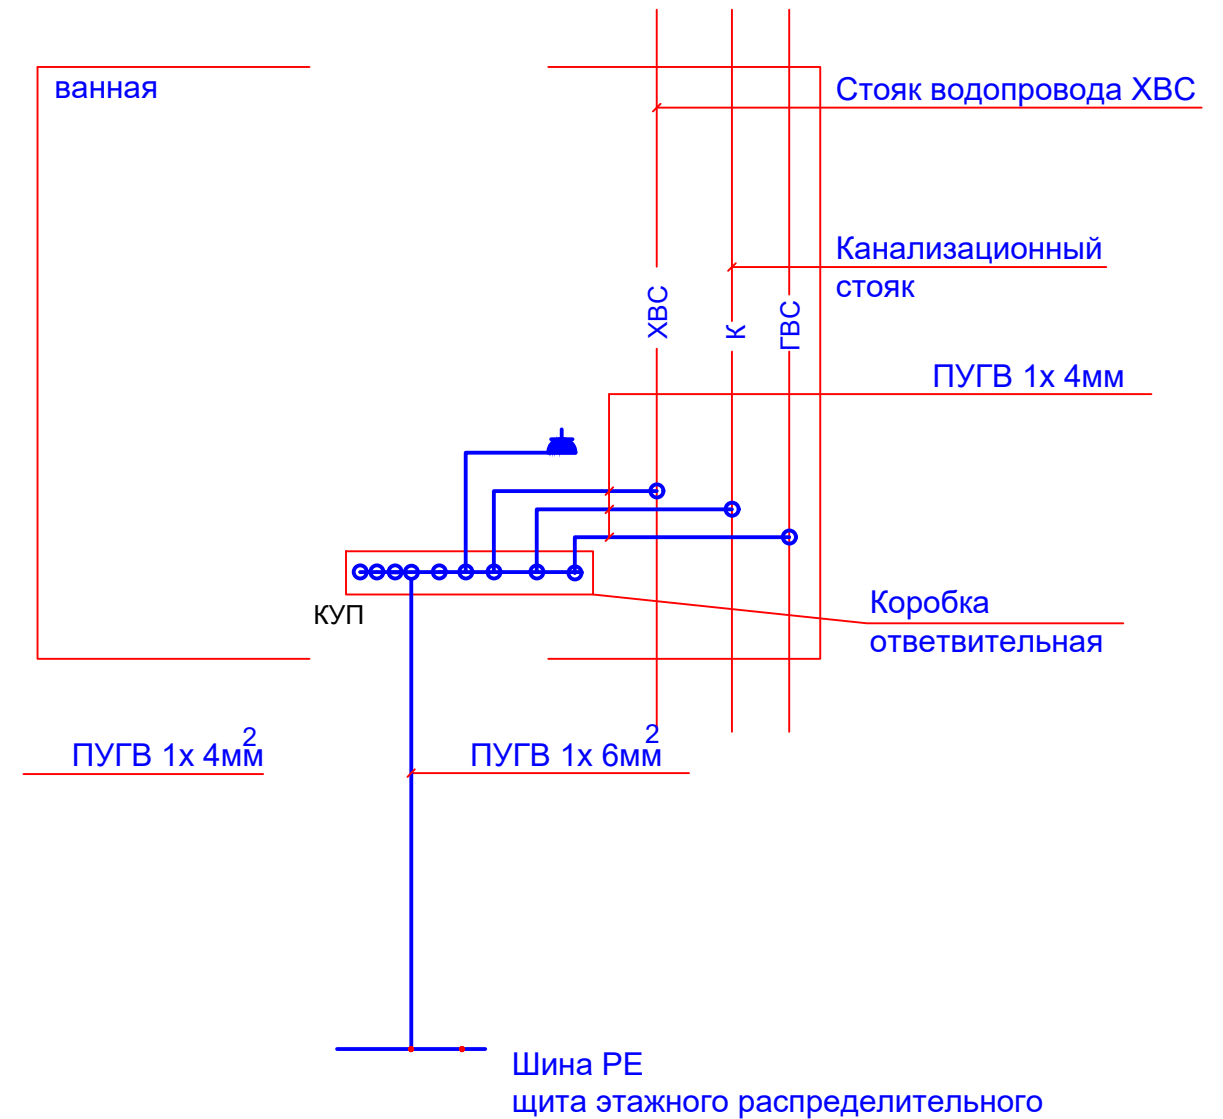 ванная
Стояк водопровода ХВС
Канализационный
стояк
ХВС
К
ГВС
ПУГВ 1х 4мм
КУП
Коробка
ответвительная
ПУГВ 1х 4мм2
ПУГВ 1х 6мм2
Шина РЕ
щита этажного распределительного